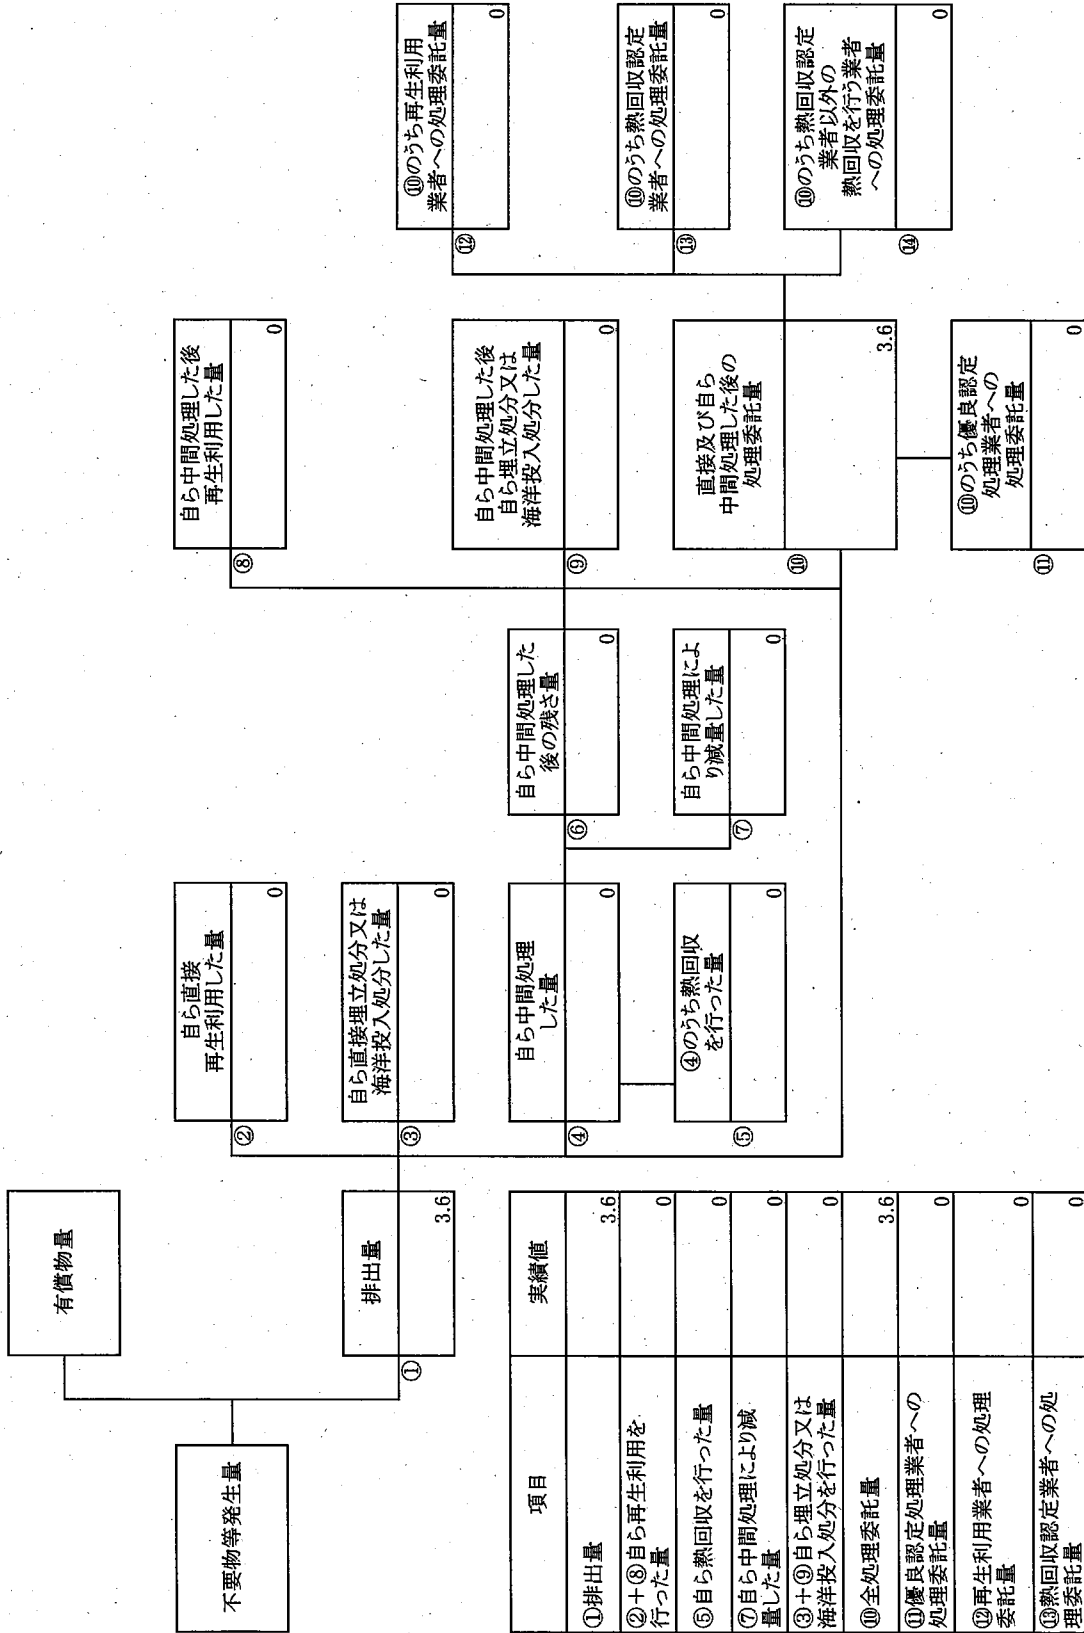 不要物等発生量
有償物量
排出量
①
3.6
自ら直接
再生利用した量
②
0
自ら直接埋立処分又は
海洋投入処分した量
③
0
自ら中間処理
した量
④
0
④のうち熱回収
を行った量
⑤
0
自ら中間処理した
後の残さ量
⑥
0
自ら中間処理によ
り減量した量
⑦
0
自ら中間処理した後
再生利用した量
⑧
0
自ら中間処理した後
自ら埋立処分又は
海洋投入処分した量
⑨
0
直接及び自ら
中間処理した後の
処理委託量
⑩
3.6
⑩のうち優良認定
処理業者への
処理委託量
⑪
0
⑩のうち再生利用
業者への処理委託量
⑫
0
⑩のうち熱回収認定
業者への処理委託量
⑬
0
⑩のうち熱回収認定
業者以外の
熱回収を行う業者
への処理委託量
⑭
0
項目 実績値
①排出量 3.6
②+⑧自ら再生利用を
行った量 0
⑤自ら熱回収を行った量 0
⑦自ら中間処理により減
量した量 0
③+⑨自ら埋立処分又は
海洋投入処分を行った量 0
⑩全処理委託量 3.6
⑪優良認定処理業者への
処理委託量 0
⑫再生利用業者への処理
委託量 0
⑬熱回収認定業者への処
理委託量 0